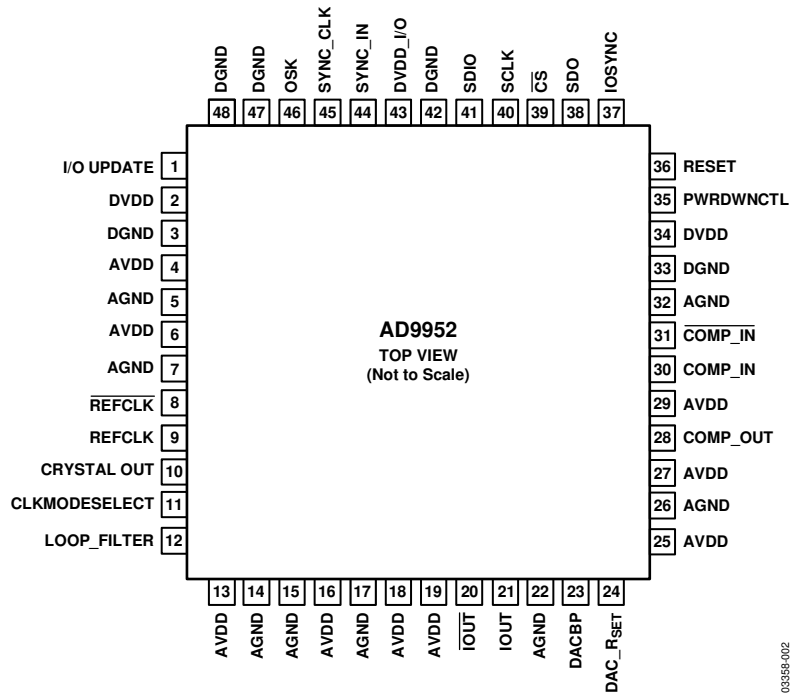 DGND
DGND
OSK
SYNC_CLK
SYNC_IN
DVDD_I/O
DGND
SDIO
SCLK
C̅S̅
SDO
IOSYNC
48 47 46 45 44 43 42 41 40 39 38 37
I/O UPDATE 1
DVDD 2
DGND 3
AVDD 4
AGND 5
AVDD 6
AGND 7
R̅E̅F̅C̅L̅K̅ 8
REFCLK 9
CRYSTAL OUT 10
CLKMODESELECT 11
LOOP_FILTER 12
AD9952
TOP VIEW
(Not to Scale)
36 RESET
35 PWRDWNCTL
34 DVDD
33 DGND
32 AGND
31 C̅O̅M̅P̅_̅I̅N̅
30 COMP_IN
29 AVDD
28 COMP_OUT
27 AVDD
26 AGND
25 AVDD
13 14 15 16 17 18 19 20 21 22 23 24
AVDD
AGND
AGND
AVDD
AGND
AVDD
AVDD
I̅O̅U̅T̅
IOUT
AGND
DACBP
DAC_RSET
03358-002